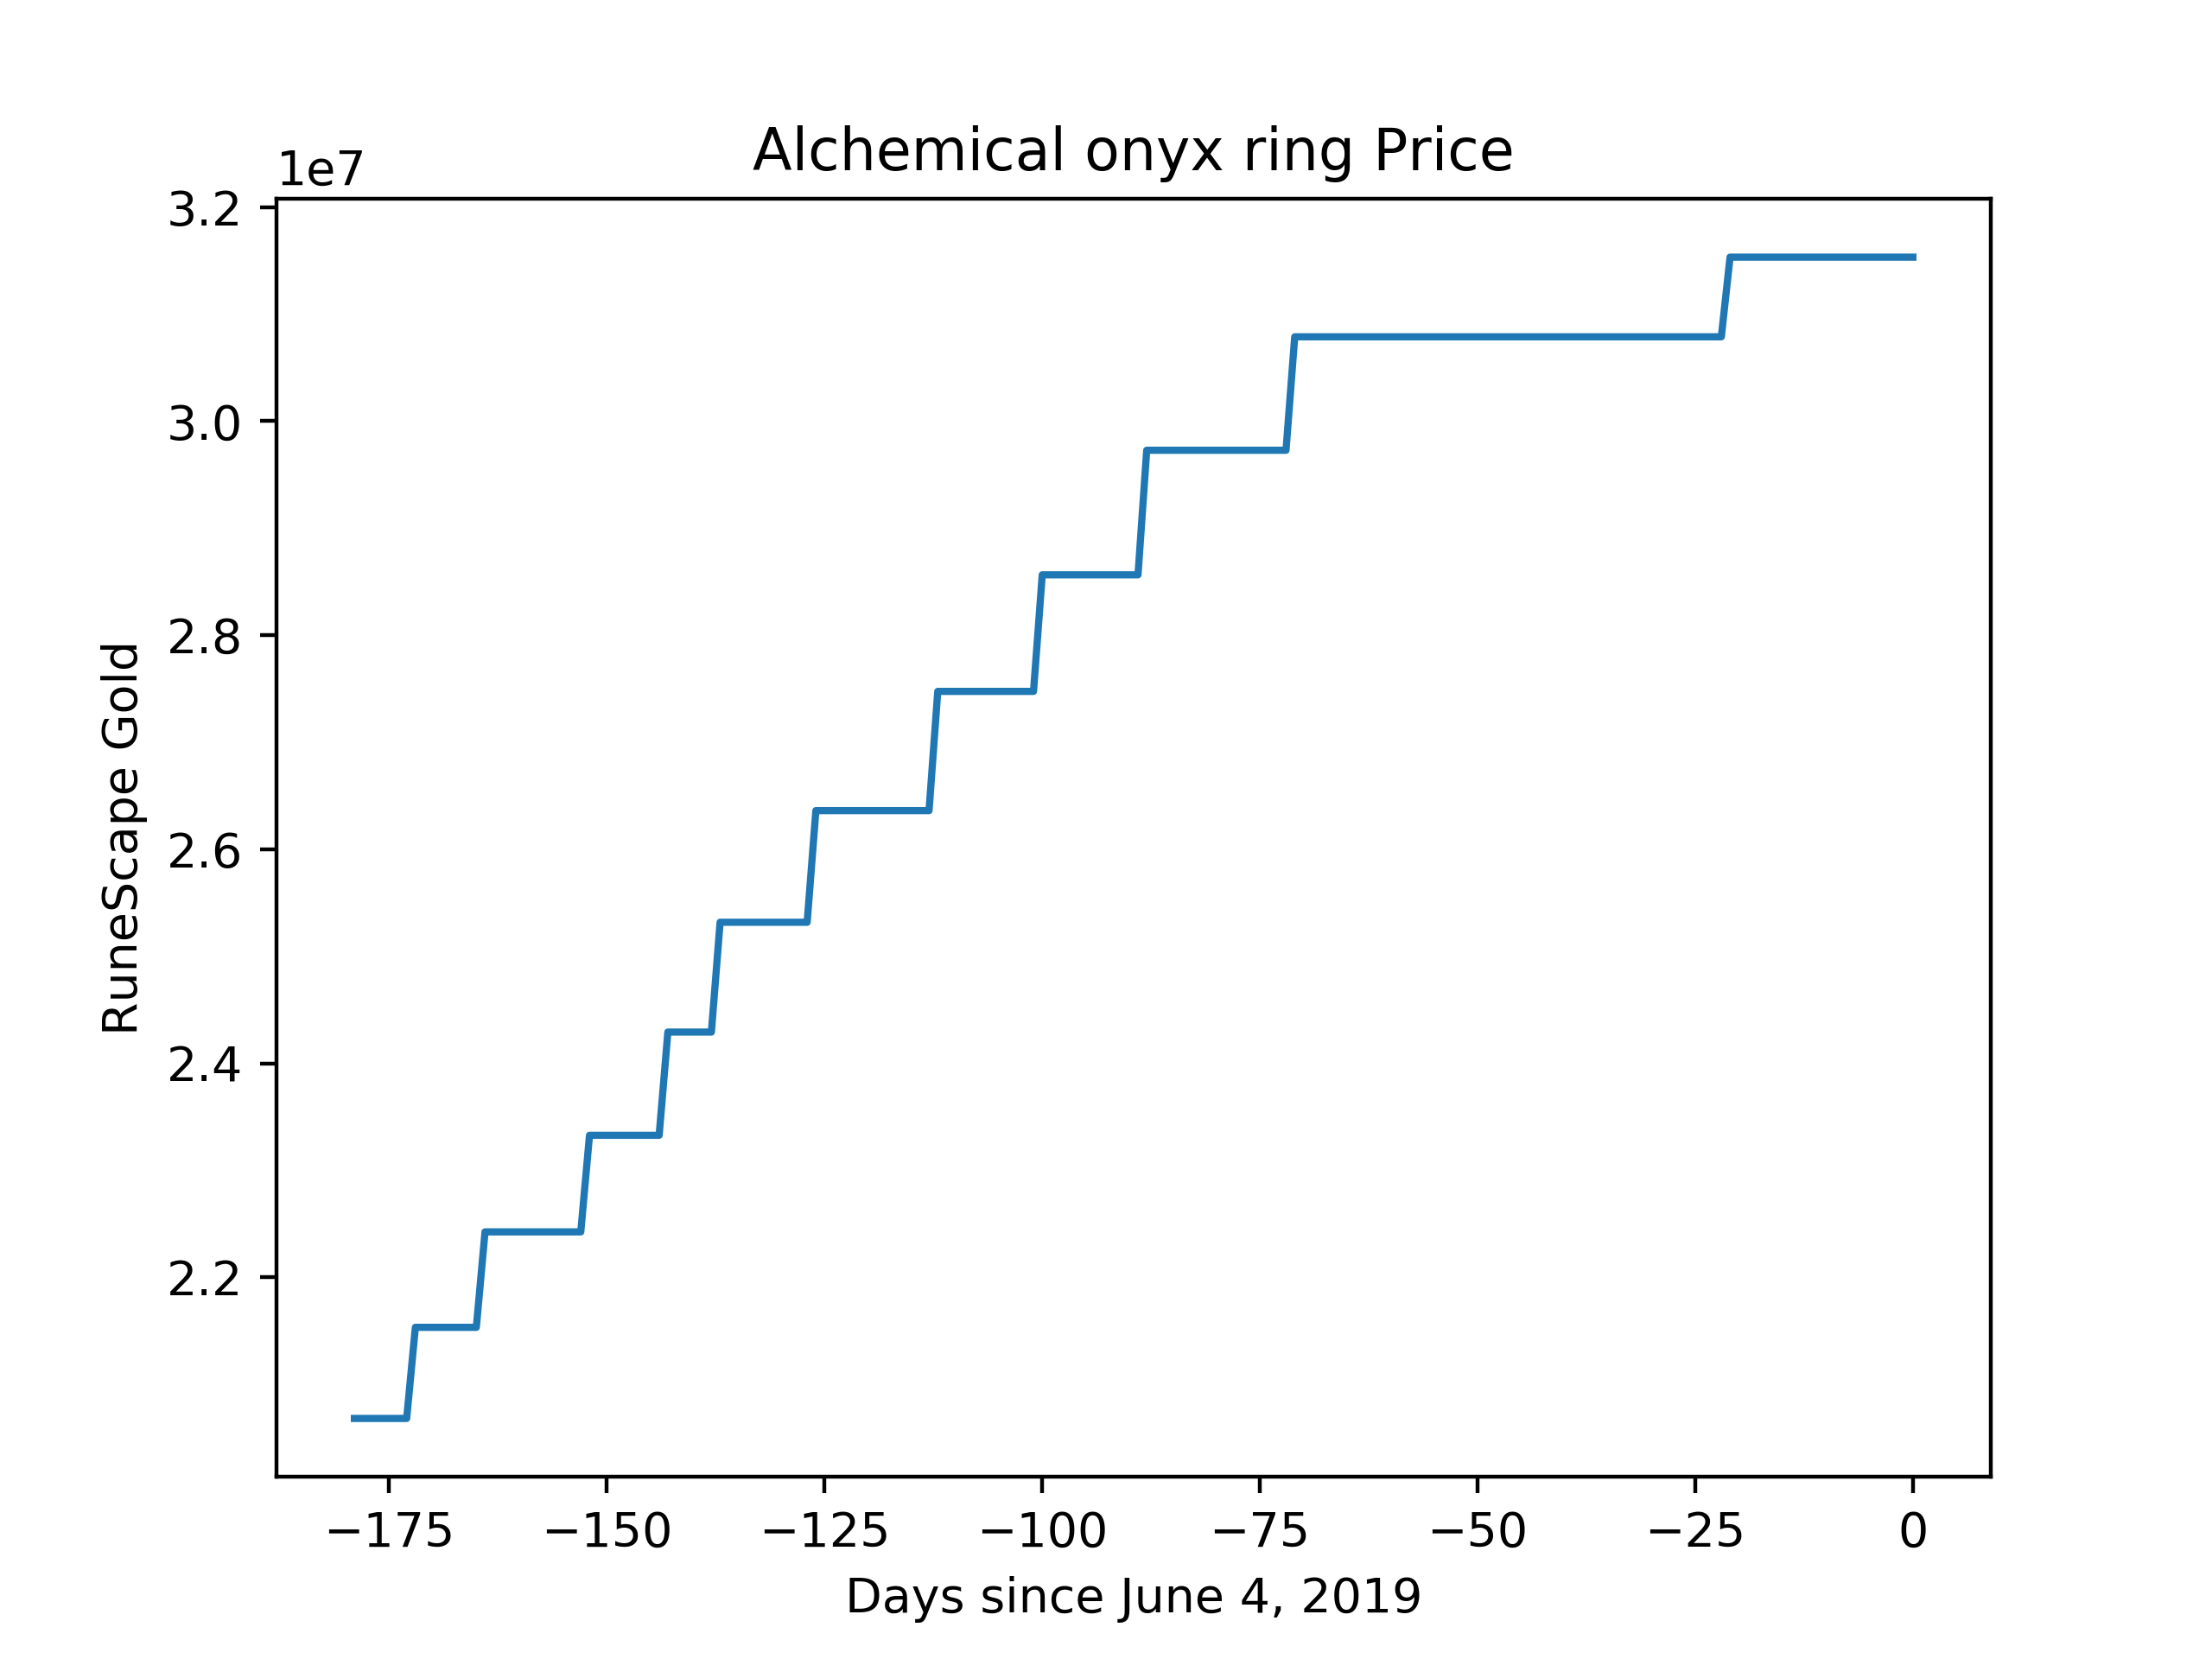 Alchemical onyx ring Price
1e7
3.2
3.0
2.8
2.6
2.4
2.2
RuneScape Gold
−175 −150 −125 −100 −75 −50 −25 0
Days since June 4, 2019